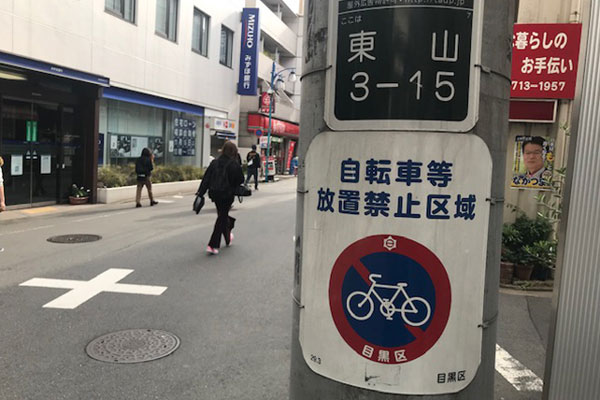 ここは
東山
3-15
自転車等
放置禁止区域
目黒区
29.3
目黒区
MIZUHO
みずほ銀行
暮らしの
お手伝い
713-1957